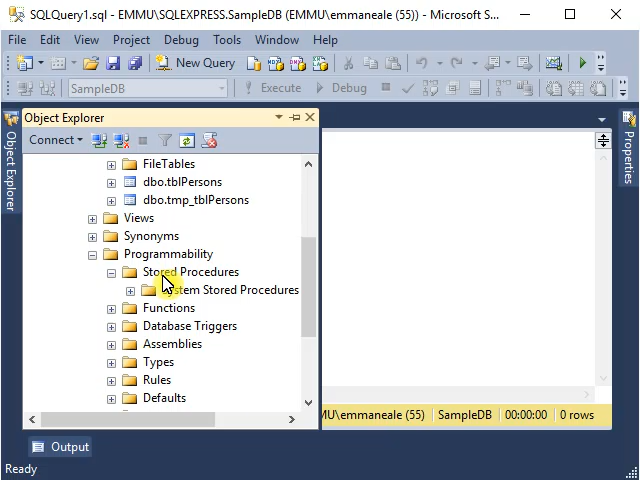 SQLQuery1.sql - EMMU\SQLEXPRESS.SampleDB (EMMU\emmaneale (55)) - Microsoft S...
File Edit View Project Debug Tools Window Help
New Query
SampleDB Execute Debug
Object Explorer
Connect
FileTables
dbo.tblPersons
dbo.tmp_tblPersons
Views
Synonyms
Programmability
Stored Procedures
Stored Procedures
Functions
Database Triggers
Assemblies
Types
Rules
Defaults
Object Explorer
Properties
\emmaneale (55) SampleDB 00:00:00 0 rows
Output
Ready